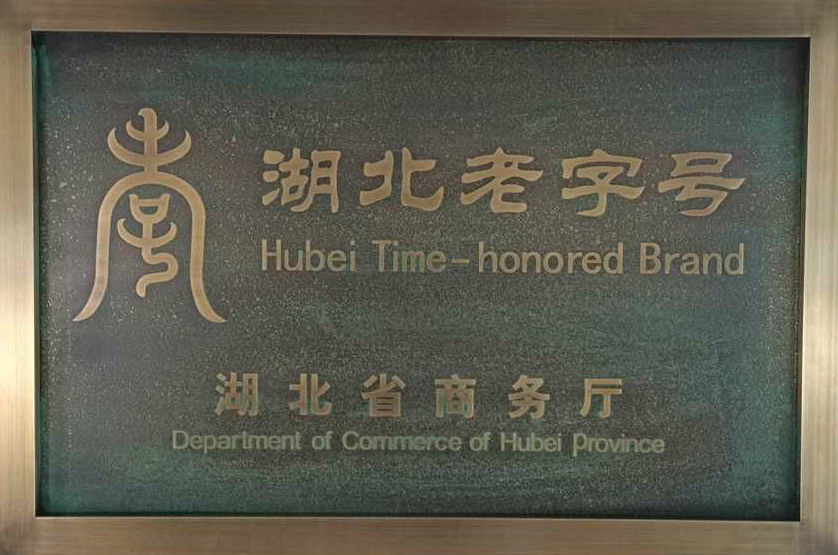 湖北老字号
Hubei Time-honored Brand
湖北省商务厅
Department of Commerce of Hubei Province